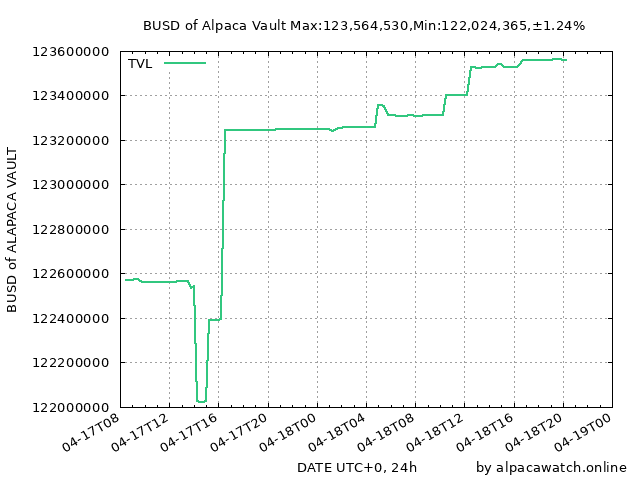 BUSD of Alpaca Vault Max:123,564,530,Min:122,024,365,±1.24%
TVL
123600000
123400000
123200000
123000000
122800000
122600000
122400000
122200000
122000000
BUSD of ALAPACA VAULT
04-17T08
04-17T12
04-17T16
04-17T20
04-18T00
04-18T04
04-18T08
04-18T12
04-18T16
04-18T20
04-19T00
DATE UTC+0, 24h
by alpacawatch.online